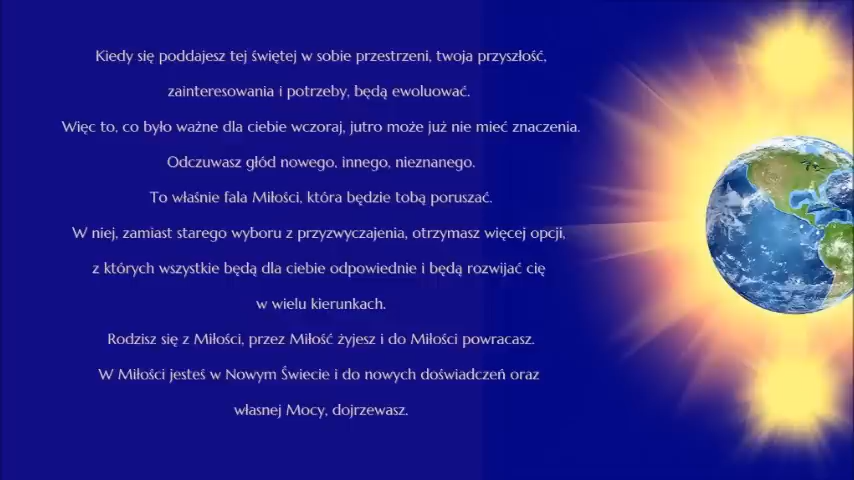 Kiedy się poddajesz tej świętej w sobie przestrzeni, twoja przyszłość,
zainteresowania i potrzeby, będą ewoluować.
Więc to, co było ważne dla ciebie wczoraj, jutro może już nie mieć znaczenia.
Odczuwasz głód nowego, innego, nieznanego.
To właśnie fala Miłości, która będzie tobą poruszać.
W niej, zamiast starego wyboru z przyzwyczajenia, otrzymasz więcej opcji,
z których wszystkie będą dla ciebie odpowiednie i będą rozwijać cię
w wielu kierunkach.
Rodzisz się z Miłości, przez Miłość żyjesz i do Miłości powracasz.
W Miłości jesteś w Nowym Świecie i do nowych doświadczeń oraz
własnej Mocy, dojrzewasz.